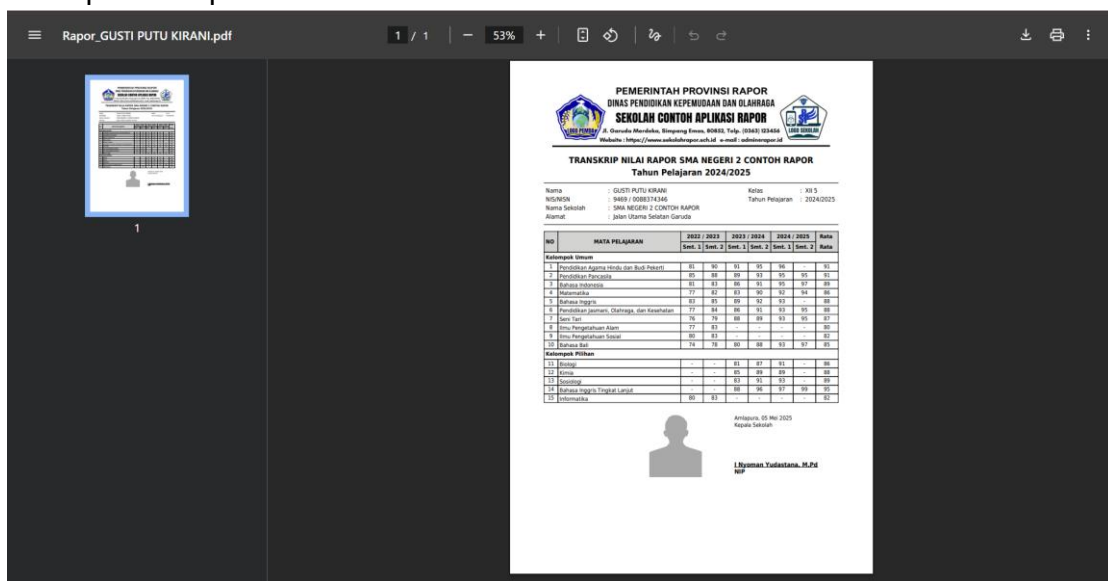 Rapor_GUSTI PUTU KIRANI.pdf
1 / 1
53%
1
PEMERINTAH PROVINSI RAPOR
DINAS PENDIDIKAN KEPEMUDAAN DAN OLAHRAGA
SEKOLAH CONTOH APLIKASI RAPOR
Jl. Garuda Merdeka, Simpang Emas, 80852, Telp. (0363) 123456
Website : https://www.sekolahrapor.sch.id e-mail : adminerapor.id
LOGO PEMDA
LOGO SEKOLAH
TRANSKRIP NILAI RAPOR SMA NEGERI 2 CONTOH RAPOR
Tahun Pelajaran 2024/2025
Nama : GUSTI PUTU KIRANI Kelas : XII 5
NIS/NISN : 9469 / 0088374346 Tahun Pelajaran : 2024/2025
Nama Sekolah : SMA NEGERI 2 CONTOH RAPOR
Alamat : Jalan Utama Selatan Garuda
NO MATA PELAJARAN 2022 / 2023 2023 / 2024 2024 / 2025 Rata
Smt. 1 Smt. 2 Smt. 1 Smt. 2 Smt. 1 Smt. 2 Rata
Kelompok Umum
1 Pendidikan Agama Hindu dan Budi Pekerti 81 90 91 95 96 - 91
2 Pendidikan Pancasila 85 88 89 93 95 95 91
3 Bahasa Indonesia 81 83 86 91 95 97 89
4 Matematika 77 82 83 90 92 94 86
5 Bahasa Inggris 83 85 89 92 93 - 88
6 Pendidikan Jasmani, Olahraga, dan Kesehatan 77 84 86 91 93 95 88
7 Seni Tari 76 79 88 89 93 95 87
8 Ilmu Pengetahuan Alam 77 83 - - - - 80
9 Ilmu Pengetahuan Sosial 80 83 - - - - 82
10 Bahasa Bali 74 78 80 88 93 97 85
Kelompok Pilihan
11 Biologi - - 81 87 91 - 86
12 Kimia - - 85 89 89 - 88
13 Sosiologi - - 83 91 93 - 89
14 Bahasa Inggris Tingkat Lanjut - - 88 96 97 99 95
15 Informatika 80 83 - - - - 82
Amlapura, 05 Mei 2025
Kepala Sekolah
I Nyoman Yudastana, M.Pd
NIP